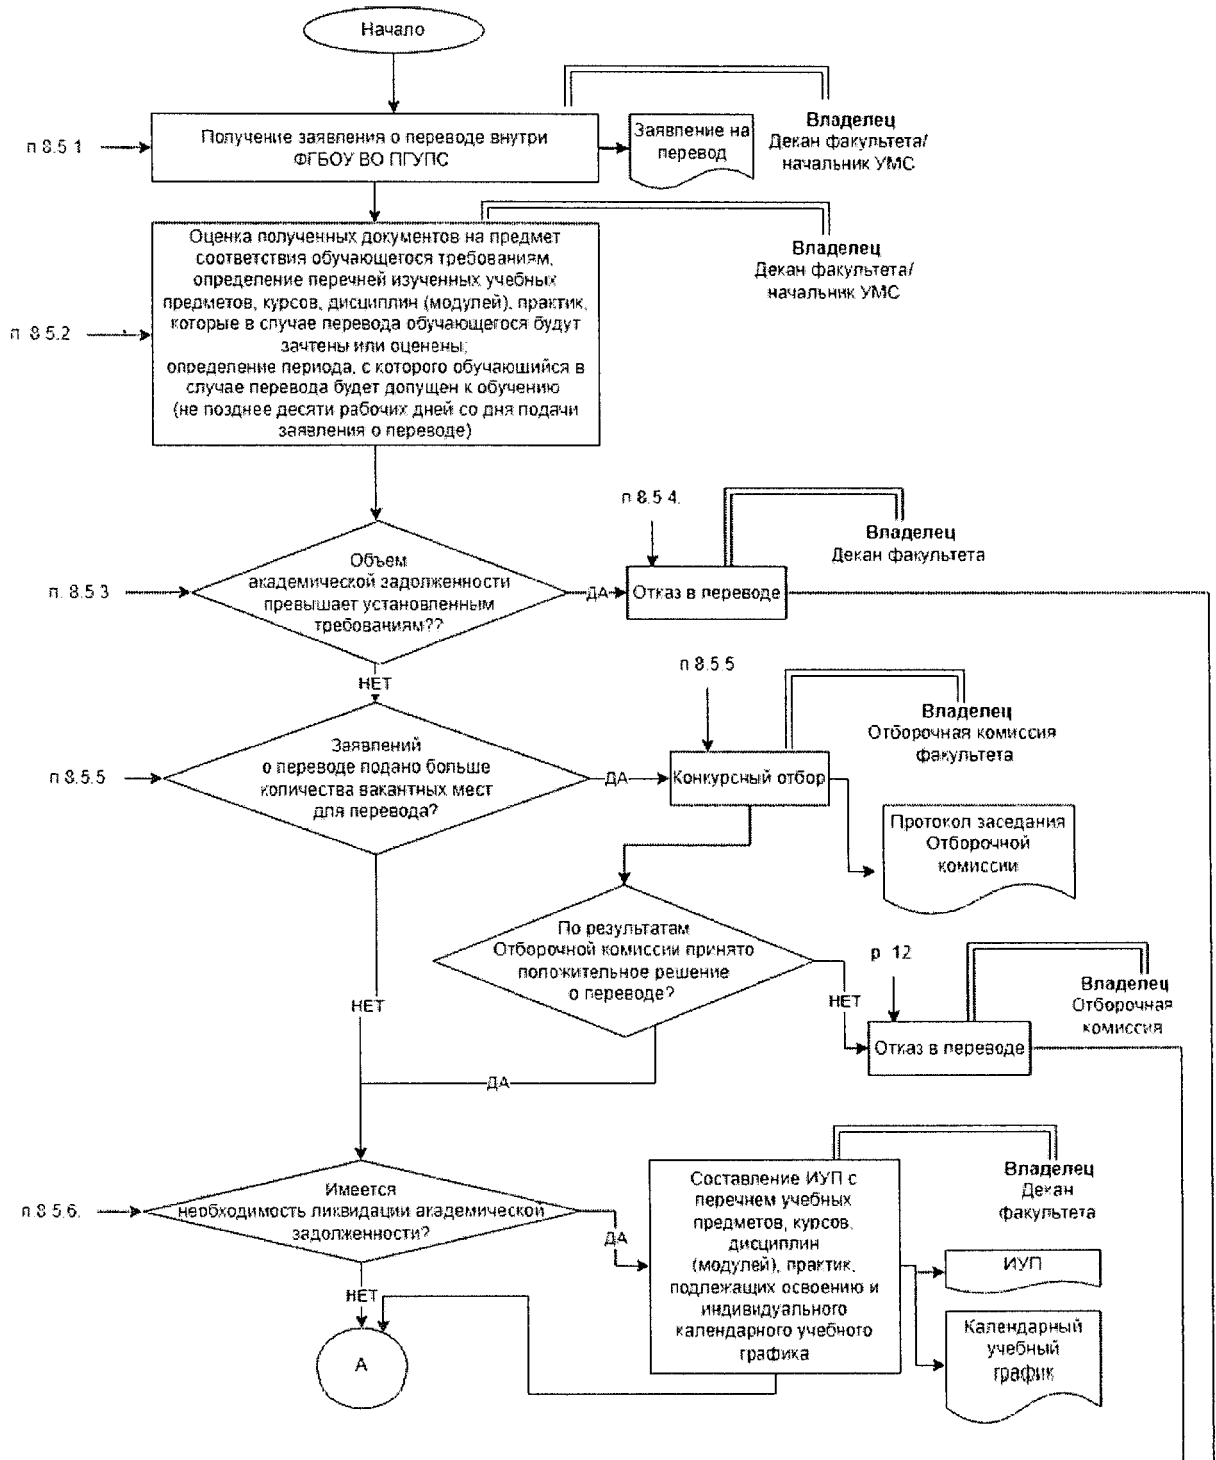 Начало
п 8.5 1
Получение заявления о переводе внутри
ФГБОУ ВО ПГУПС
Заявление на
перевод
Владелец
Декан факультета/
начальник УМС
п 8 5.2
Оценка полученных документов на предмет
соответствия обучающегося требованиям,
определение перечней изученных учебных
предметов, курсов, дисциплин (модулей), практик,
которые в случае перевода обучающегося будут
зачтены или оценены;
определение периода, с которого обучающийся в
случае перевода будет допущен к обучению
(не позднее десяти рабочих дней со дня подачи
заявления о переводе)
Владелец
Декан факультета/
начальник УМС
п. 8.5 3
Объем
академической задолженности
превышает установленным
требованиям??
ДА
п 8.5 4.
Отказ в переводе
Владелец
Декан факультета
НЕТ
п 8.5.5
Заявлений
о переводе подано больше
количества вакантных мест
для перевода?
ДА
п 8.5 5
Конкурсный отбор
Владелец
Отборочная комиссия
факультета
Протокол заседания
Отборочной
комиссии
По результатам
Отборочной комиссии принято
положительное решение
о переводе?
НЕТ
НЕТ
р 12
Отказ в переводе
Владелец
Отборочная
комиссия
ДА
п 8 5.6.
Имеется
необходимость ликвидации академической
задолженности?
ДА
Составление ИУП с
перечнем учебных
предметов, курсов,
дисциплин
(модулей), практик,
подлежащих освоению и
индивидуального
календарного учебного
графика
Владелец
Декан
факультета
ИУП
Календарный
учебный
график
НЕТ
А